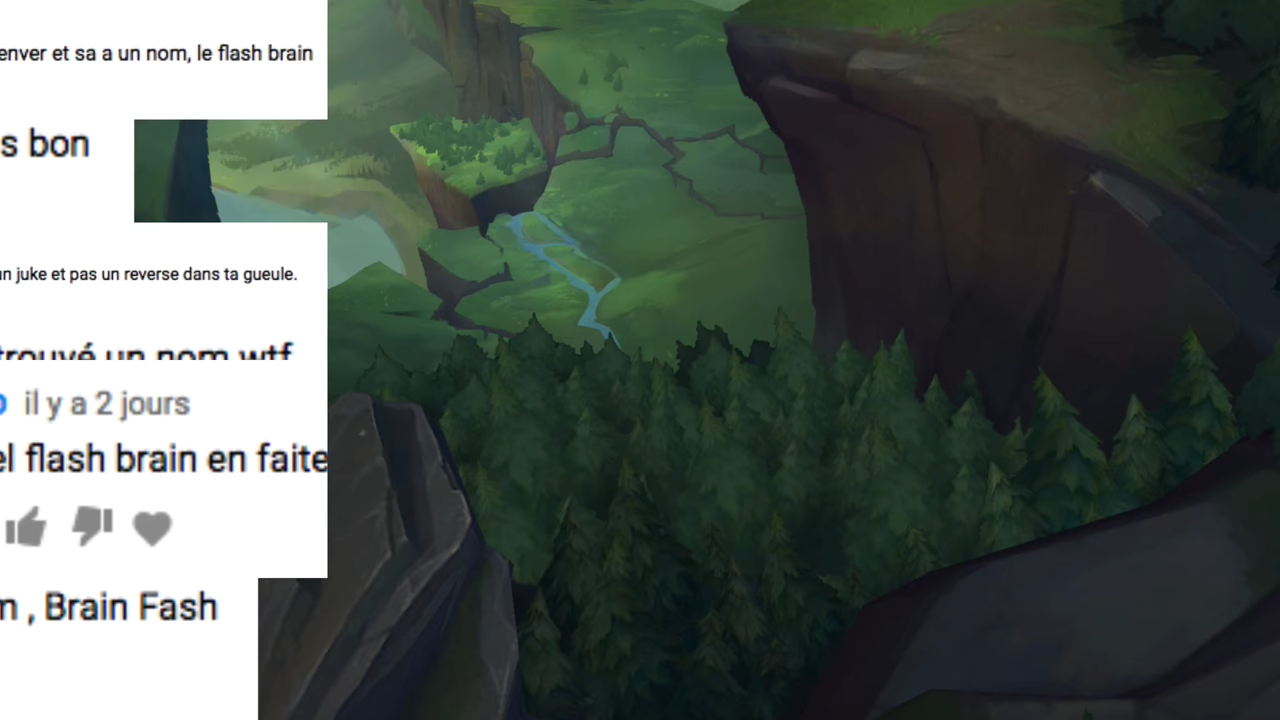 enver et sa a un nom, le flash brain
s bon
un juke et pas un reverse dans ta gueule.
trouvé un nom wtf
il y a 2 jours
el flash brain en faite
m , Brain Fash